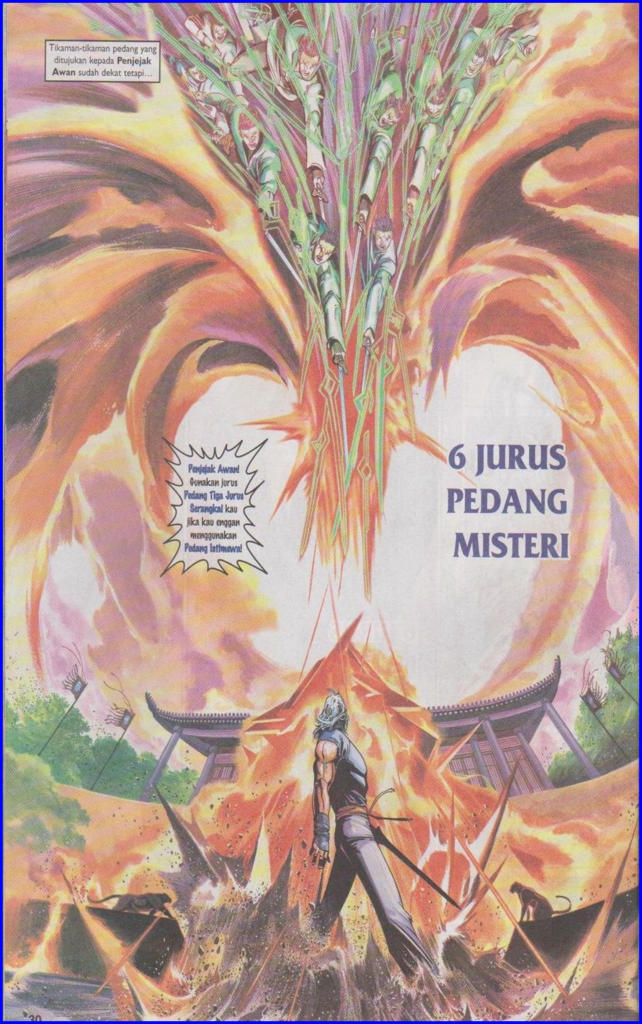 Tikaman-tikaman pedang yang
ditujukan kepada Penjejak
Awan sudah dekat tetapi...
6 JURUS
PEDANG
MISTERI
Penjejak Awan!
Gunakan jurus
Pedang Tiga Jurus
Serangkai kau
jika kau enggan
menggunakan
Pedang Istimewa!
30